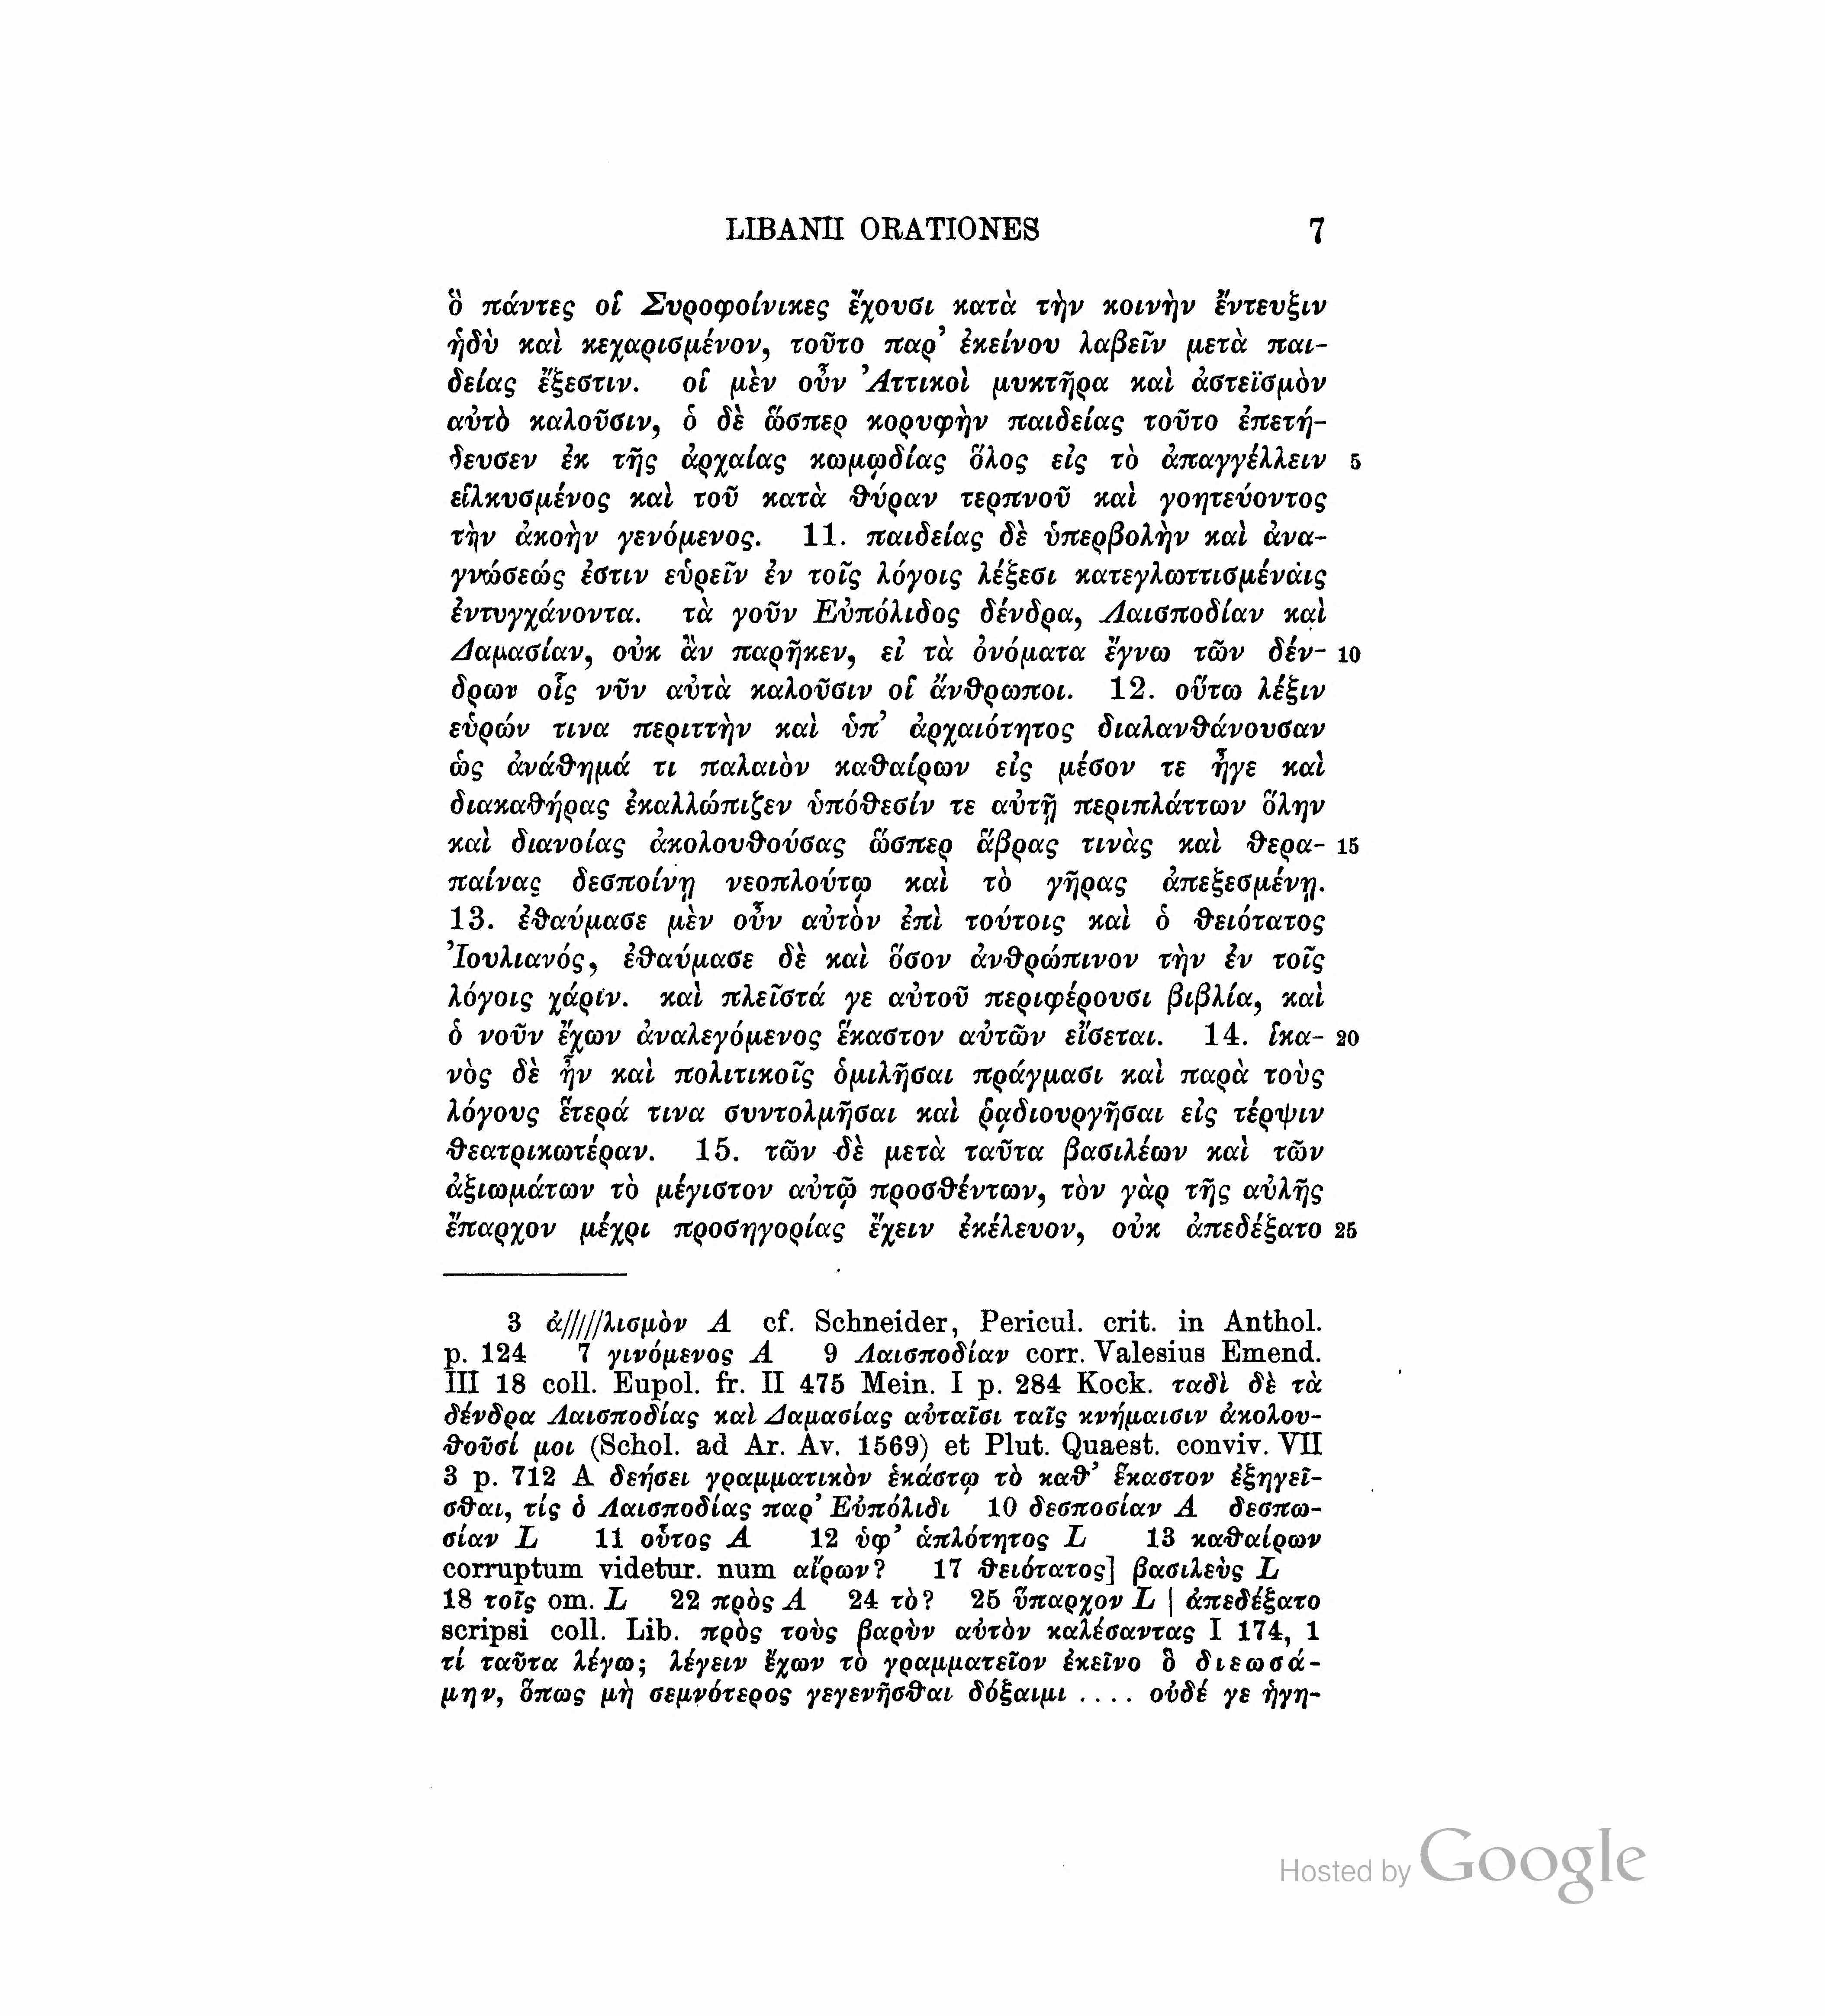 LIBANII ORATIONES 7
ὃ πάντες οἱ Συροφοίνικες ἔχουσι κατὰ τὴν κοινὴν ἔντευξιν
ἡδὺ καὶ κεχαρισμένον, τοῦτο παρ’ ἐκείνου λαβεῖν μετὰ παι-
δείας ἔξεστιν. οἱ μὲν οὖν Ἀττικοὶ μυκτῆρα καὶ ἀστεϊσμὸν
αὐτὸ καλοῦσιν, ὁ δὲ ὥσπερ κορυφὴν παιδείας τοῦτο ἐπετή-
δευσεν ἐκ τῆς ἀρχαίας κωμῳδίας ὅλος εἰς τὸ ἀπαγγέλλειν 5
εἱλκυσμένος καὶ τοῦ κατὰ θύραν τερπνοῦ καὶ γοητεύοντος
τὴν ἀκοὴν γενόμενος. 11. παιδείας δὲ ὑπερβολὴν καὶ ἀνα-
γνώσεώς ἐστιν εὑρεῖν ἐν τοῖς λόγοις λέξεσι κατεγλωττισμέναις
ἐντυγχάνοντα. τὰ γοῦν Εὐπόλιδος δένδρα, Λαισποδίαν καὶ
Δαμασίαν, οὐκ ἂν παρῆκεν, εἰ τὰ ὀνόματα ἔγνω τῶν δέν- 10
δρων οἷς νῦν αὐτὰ καλοῦσιν οἱ ἄνθρωποι. 12. οὕτω λέξιν
εὑρών τινα περιττὴν καὶ ὑπ’ ἀρχαιότητος διαλανθάνουσαν
ὡς ἀνάθημά τι παλαιὸν καθαίρων εἰς μέσον τε ἦγε καὶ
διακαθήρας ἐκαλλώπιζεν ὑπόθεσίν τε αὐτῇ περιπλάττων ὅλην
καὶ διανοίας ἀκολουθούσας ὥσπερ ἅβρας τινὰς καὶ θερα- 15
παίνας δεσποίνῃ νεοπλούτῳ καὶ τὸ γῆρας ἀπεξεσμένῃ.
13. ἐθαύμασε μὲν οὖν αὐτὸν ἐπὶ τούτοις καὶ ὁ θειότατος
Ἰουλιανός, ἐθαύμασε δὲ καὶ ὅσον ἀνθρώπινον τὴν ἐν τοῖς
λόγοις χάριν. καὶ πλεῖστά γε αὐτοῦ περιφέρουσι βιβλία, καὶ
ὁ νοῦν ἔχων ἀναλεγόμενος ἕκαστον αὐτῶν εἴσεται. 14. ἱκα- 20
νὸς δὲ ἦν καὶ πολιτικοῖς ὁμιλῆσαι πράγμασι καὶ παρὰ τοὺς
λόγους ἕτερά τινα συντολμῆσαι καὶ ῥᾳδιουργῆσαι εἰς τέρψιν
θεατρικωτέραν. 15. τῶν δὲ μετὰ ταῦτα βασιλέων καὶ τῶν
ἀξιωμάτων τὸ μέγιστον αὐτῷ προσθέντων, τὸν γὰρ τῆς αὐλῆς
ἔπαρχον μέχρι προσηγορίας ἔχειν ἐκέλευον, οὐκ ἀπεδέξατο 25
3 ἀ/////λισμὸν A cf. Schneider, Pericul. crit. in Anthol.
p. 124 7 γινόμενος A 9 Λαισποδίαν corr. Valesius Emend.
III 18 coll. Eupol. fr. II 475 Mein. I p. 284 Kock. ταδὶ δὲ τὰ
δένδρα Λαισποδίας καὶ Δαμασίας αὐταῖσι ταῖς κνήμαισιν ἀκολου-
θοῦσί μοι (Schol. ad Ar. Av. 1569) et Plut. Quaest. conviv. VII
3 p. 712 A δεήσει γραμματικὸν ἑκάστῳ τὸ καθ’ ἕκαστον ἐξηγεῖ-
σθαι, τίς ὁ Λαισποδίας παρ’ Εὐπόλιδι 10 δεσποσίαν A δεσπω-
σίαν L 11 οὗτος A 12 ὑφ’ ἁπλότητος L 13 καθαίρων
corruptum videtur. num αἴρων? 17 θειότατος] βασιλεὺς L
18 τοῖς om. L 22 πρὸς A 24 τὸ? 25 ὕπαρχον L | ἀπεδέξατο
scripsi coll. Lib. πρὸς τοὺς βαρὺν αὐτὸν καλέσαντας I 174, 1
τί ταῦτα λέγω; λέγειν ἔχων τὸ γραμματεῖον ἐκεῖνο ὃ διεωσά-
μην, ὅπως μὴ σεμνότερος γεγενῆσθαι δόξαιμι .... οὐδέ γε ἡγη-
Hosted by Google